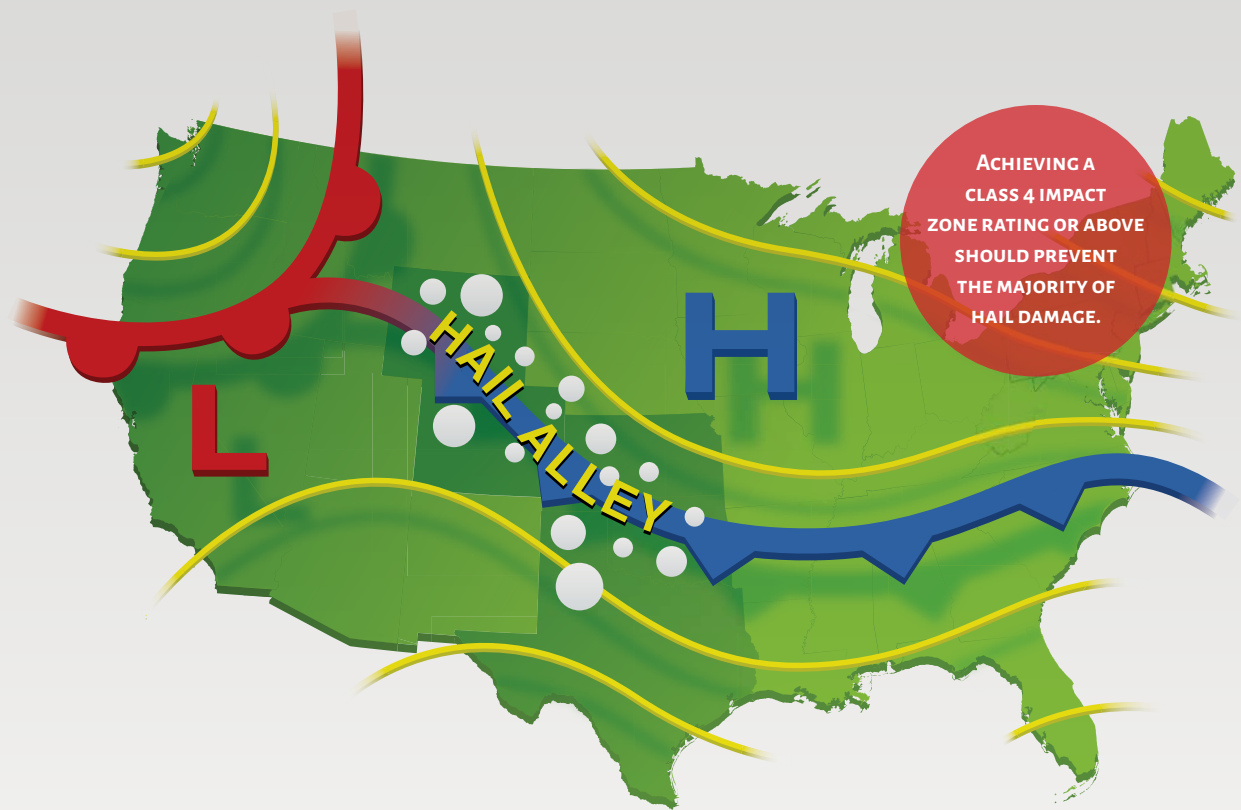 Achieving a
class 4 impact
zone rating or above
should prevent
the majority of
hail damage.
HAIL ALLEY
H
L